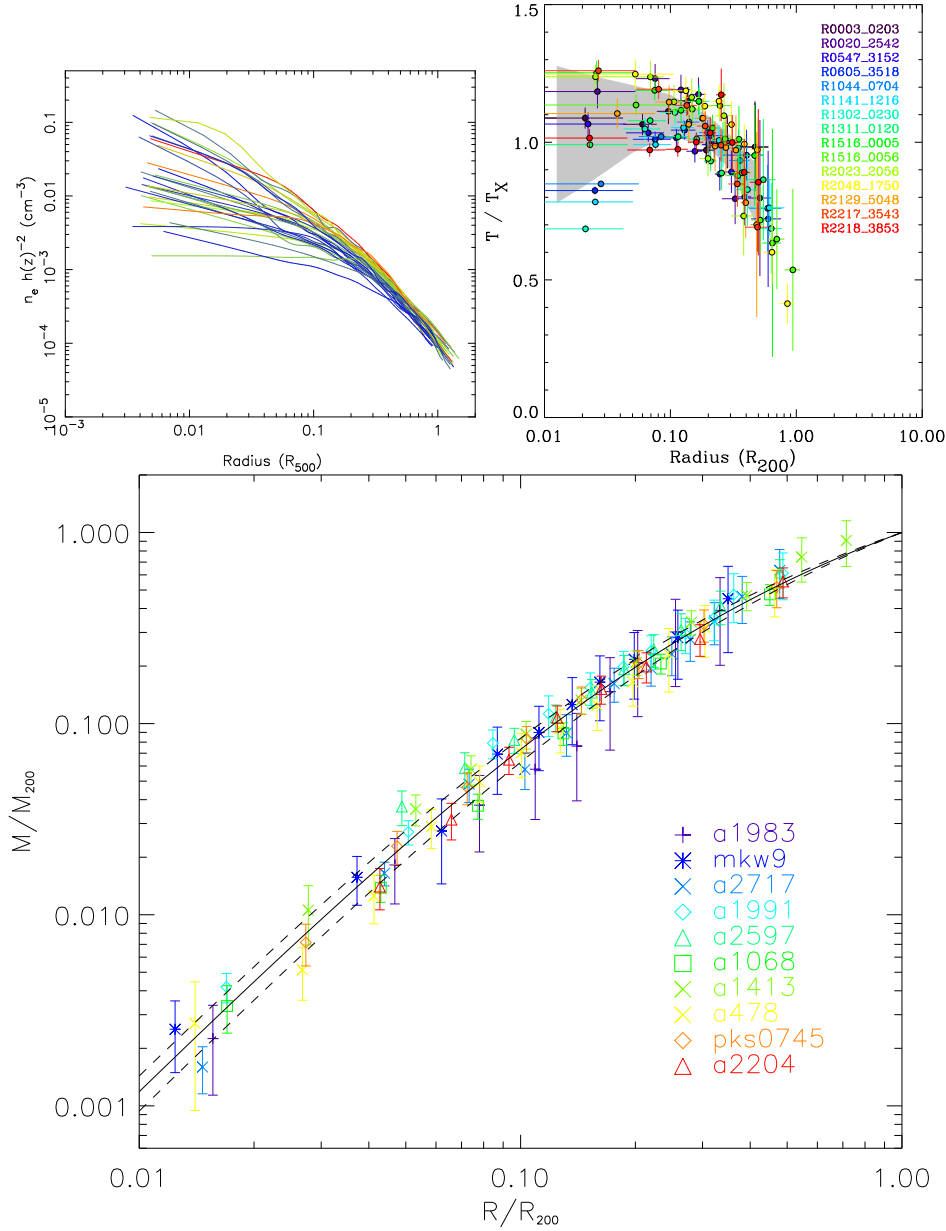 n_e h(z)^-2 (cm^-3)
0.1
0.01
10^-3
10^-4
10^-5
10^-3
0.01
0.1
1
Radius (R_500)
T / T_X
1.5
1.0
0.5
0.0
0.01
0.10
1.00
10.00
Radius (R_200)
R0003_0203
R0020_2542
R0547_3152
R0605_3518
R1044_0704
R1141_1216
R1302_0230
R1311_0120
R1516_0005
R1516_0056
R2023_2056
R2048_1750
R2129_5048
R2217_3543
R2218_3853
M/M_200
1.000
0.100
0.010
0.001
a1983
mkw9
a2717
a1991
a2597
a1068
a1413
a478
pks0745
a2204
0.01
0.10
1.00
R/R_200